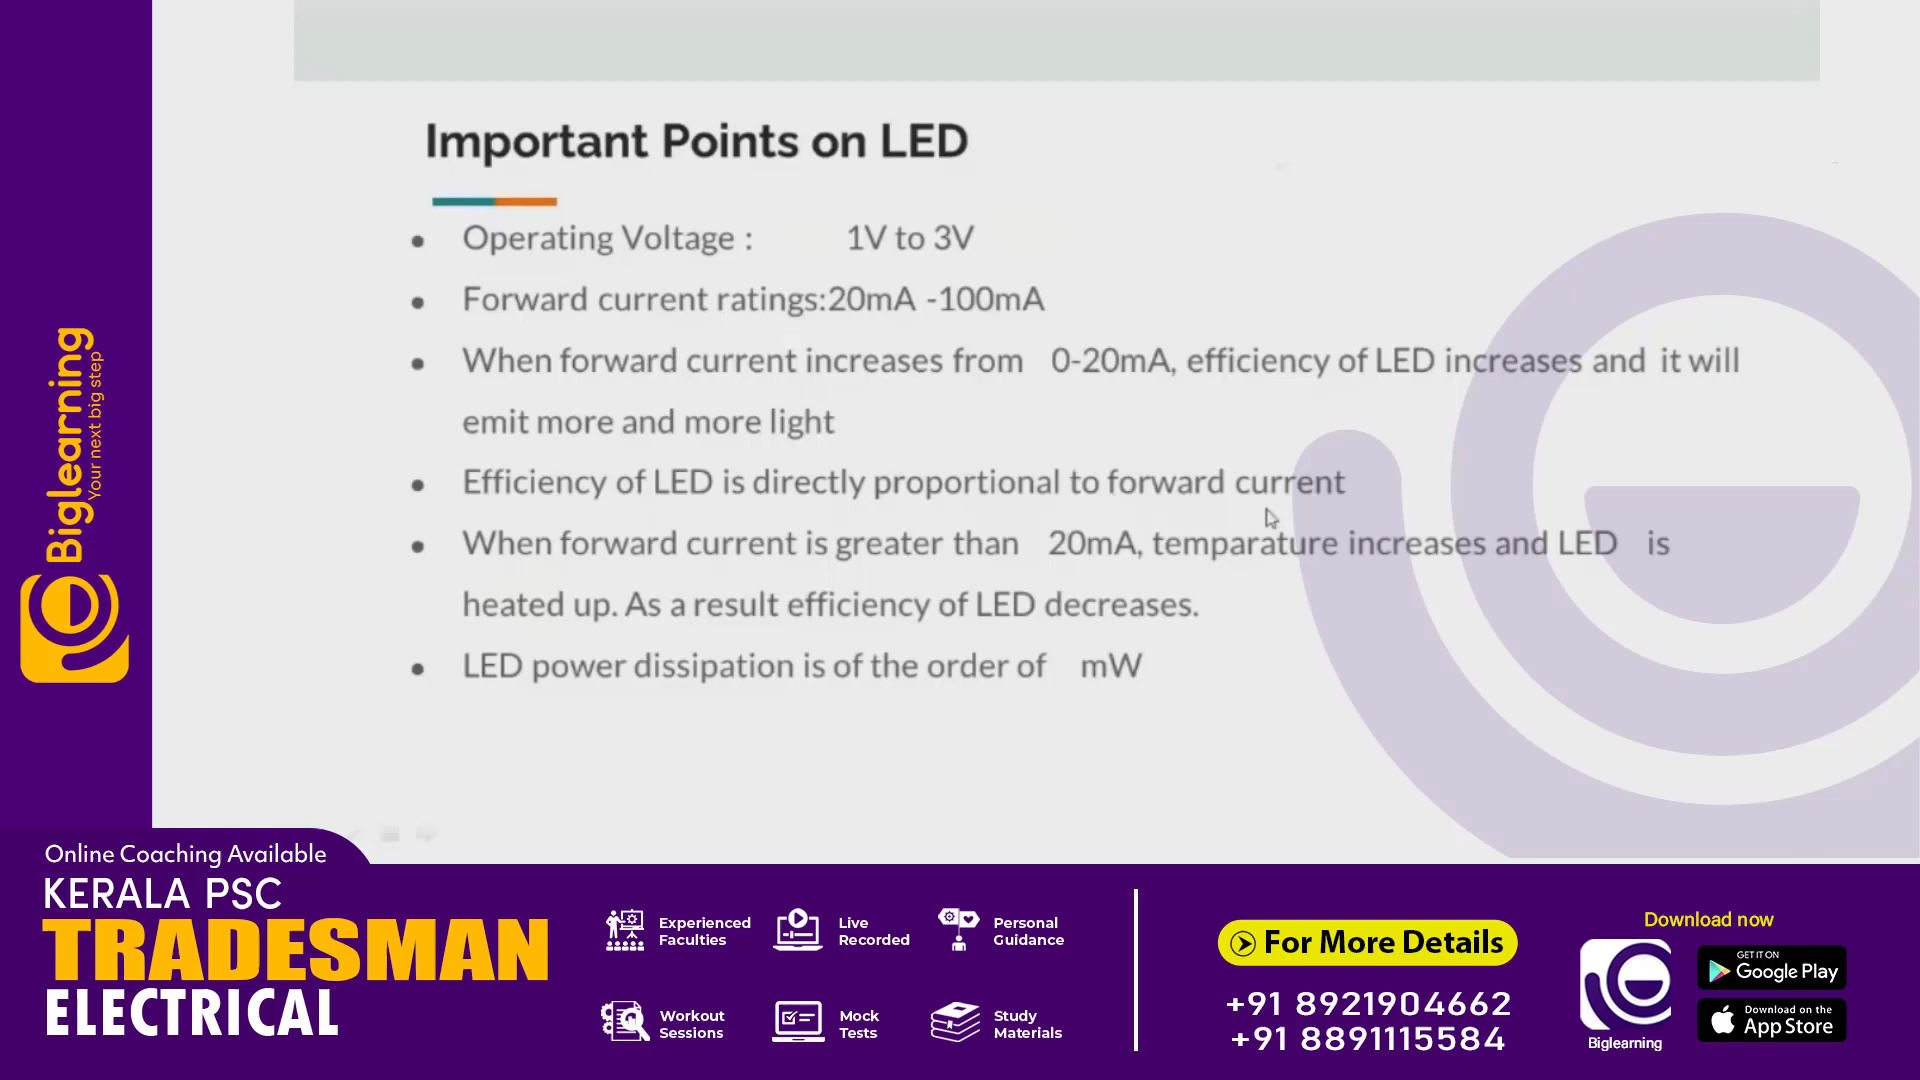 Important Points on LED
Operating Voltage : 1V to 3V
Forward current ratings:20mA -100mA
When forward current increases from 0-20mA, efficiency of LED increases and it will
emit more and more light
Efficiency of LED is directly proportional to forward current
When forward current is greater than 20mA, temparature increases and LED is
heated up. As a result efficiency of LED decreases.
LED power dissipation is of the order of mW
Biglearning
Your next big step
Online Coaching Available
KERALA PSC
TRADESMAN
ELECTRICAL
Experienced
Faculties
Live
Recorded
Personal
Guidance
Workout
Sessions
Mock
Tests
Study
Materials
For More Details
+91 8921904662
+91 8891115584
Download now
Biglearning
GET IT ON
Google Play
Download on the
App Store